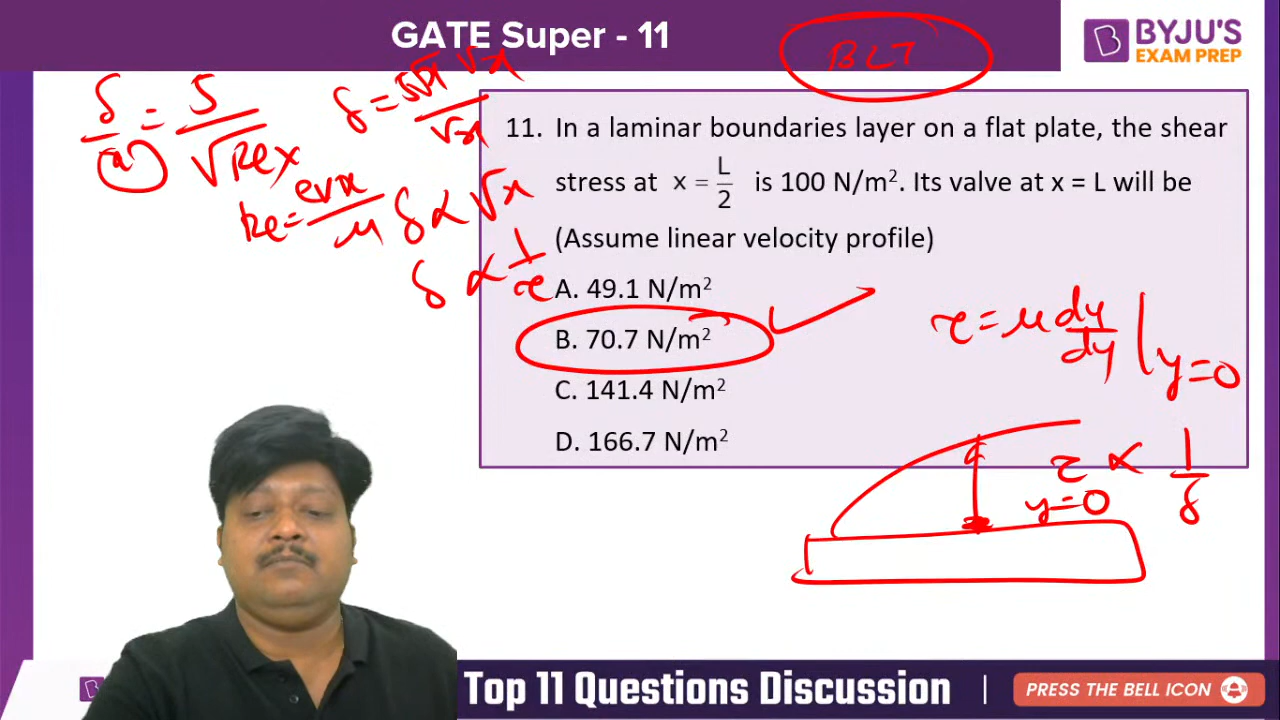 GATE Super - 11
BLT
BYJU'S
EXAM PREP
δ/x = 5/√Rex
Re = ρvx/μ
δ ∝ √x
δ ∝ 1/τ
11. In a laminar boundaries layer on a flat plate, the shear
stress at x = L/2 is 100 N/m². Its valve at x = L will be
(Assume linear velocity profile)
A. 49.1 N/m²
B. 70.7 N/m²
C. 141.4 N/m²
D. 166.7 N/m²
τ = μ du/dy | y=0
τ ∝ 1/δ
y=0
Top 11 Questions Discussion
PRESS THE BELL ICON